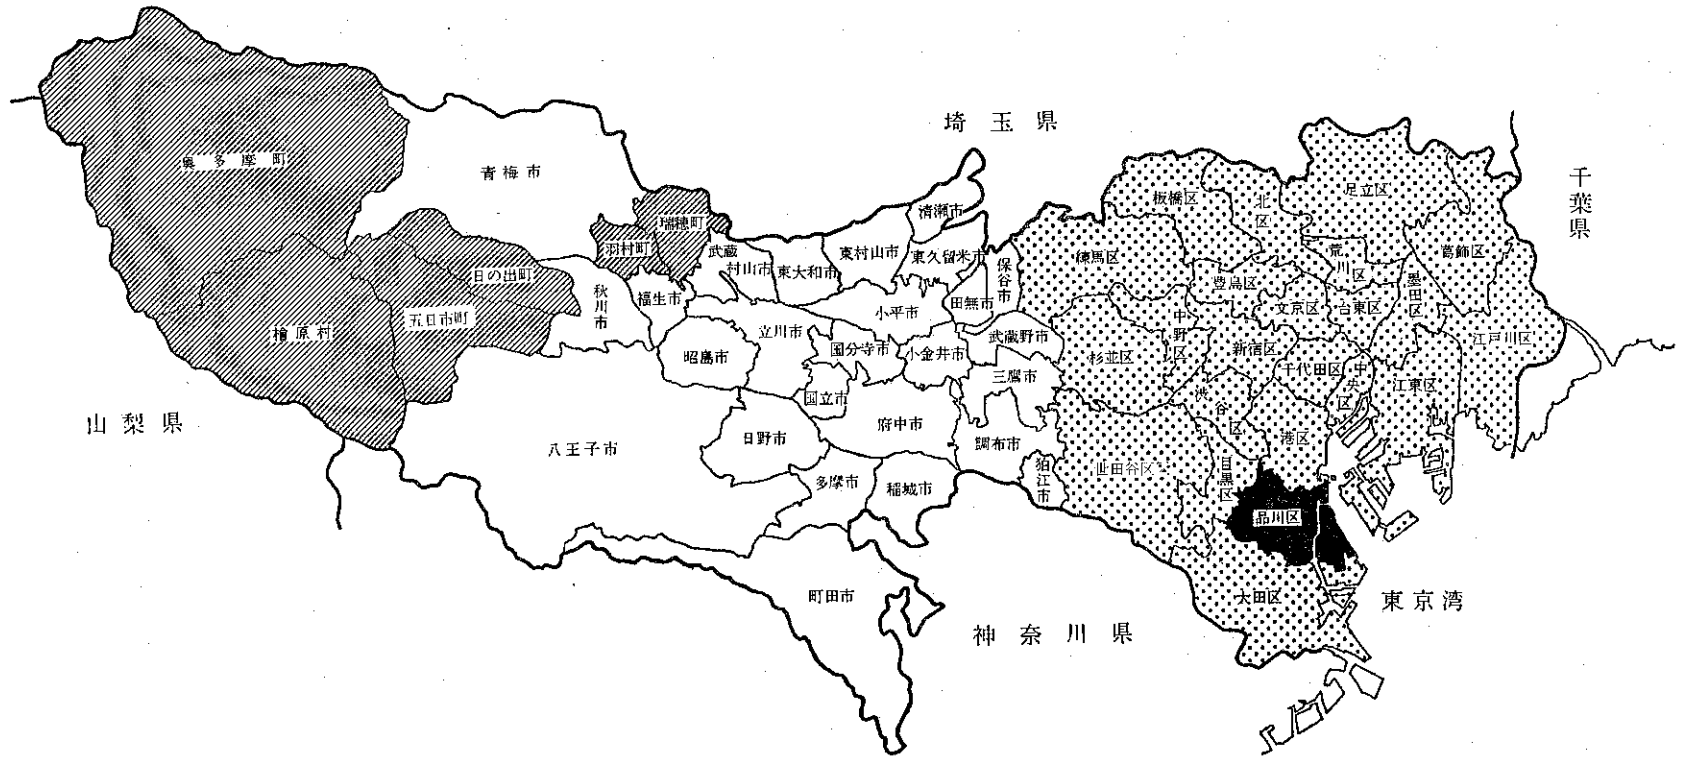 埼玉県
千葉県
山梨県
神奈川県
東京湾
奥多摩町
青梅市
瑞穂町
羽村町
日の出町
五日市町
檜原村
秋川市
福生市
武蔵
村山市
東大和市
東村山市
清瀬市
東久留米市
保谷市
田無市
小平市
立川市
昭島市
国分寺市
小金井市
武蔵野市
三鷹市
国立市
府中市
日野市
調布市
狛江市
八王子市
多摩市
稲城市
町田市
板橋区
北区
足立区
練馬区
豊島区
荒川区
葛飾区
墨田区
文京区
台東区
中野区
杉並区
新宿区
千代田区
中央区
江東区
江戸川区
渋谷区
港区
世田谷区
目黒区
品川区
大田区